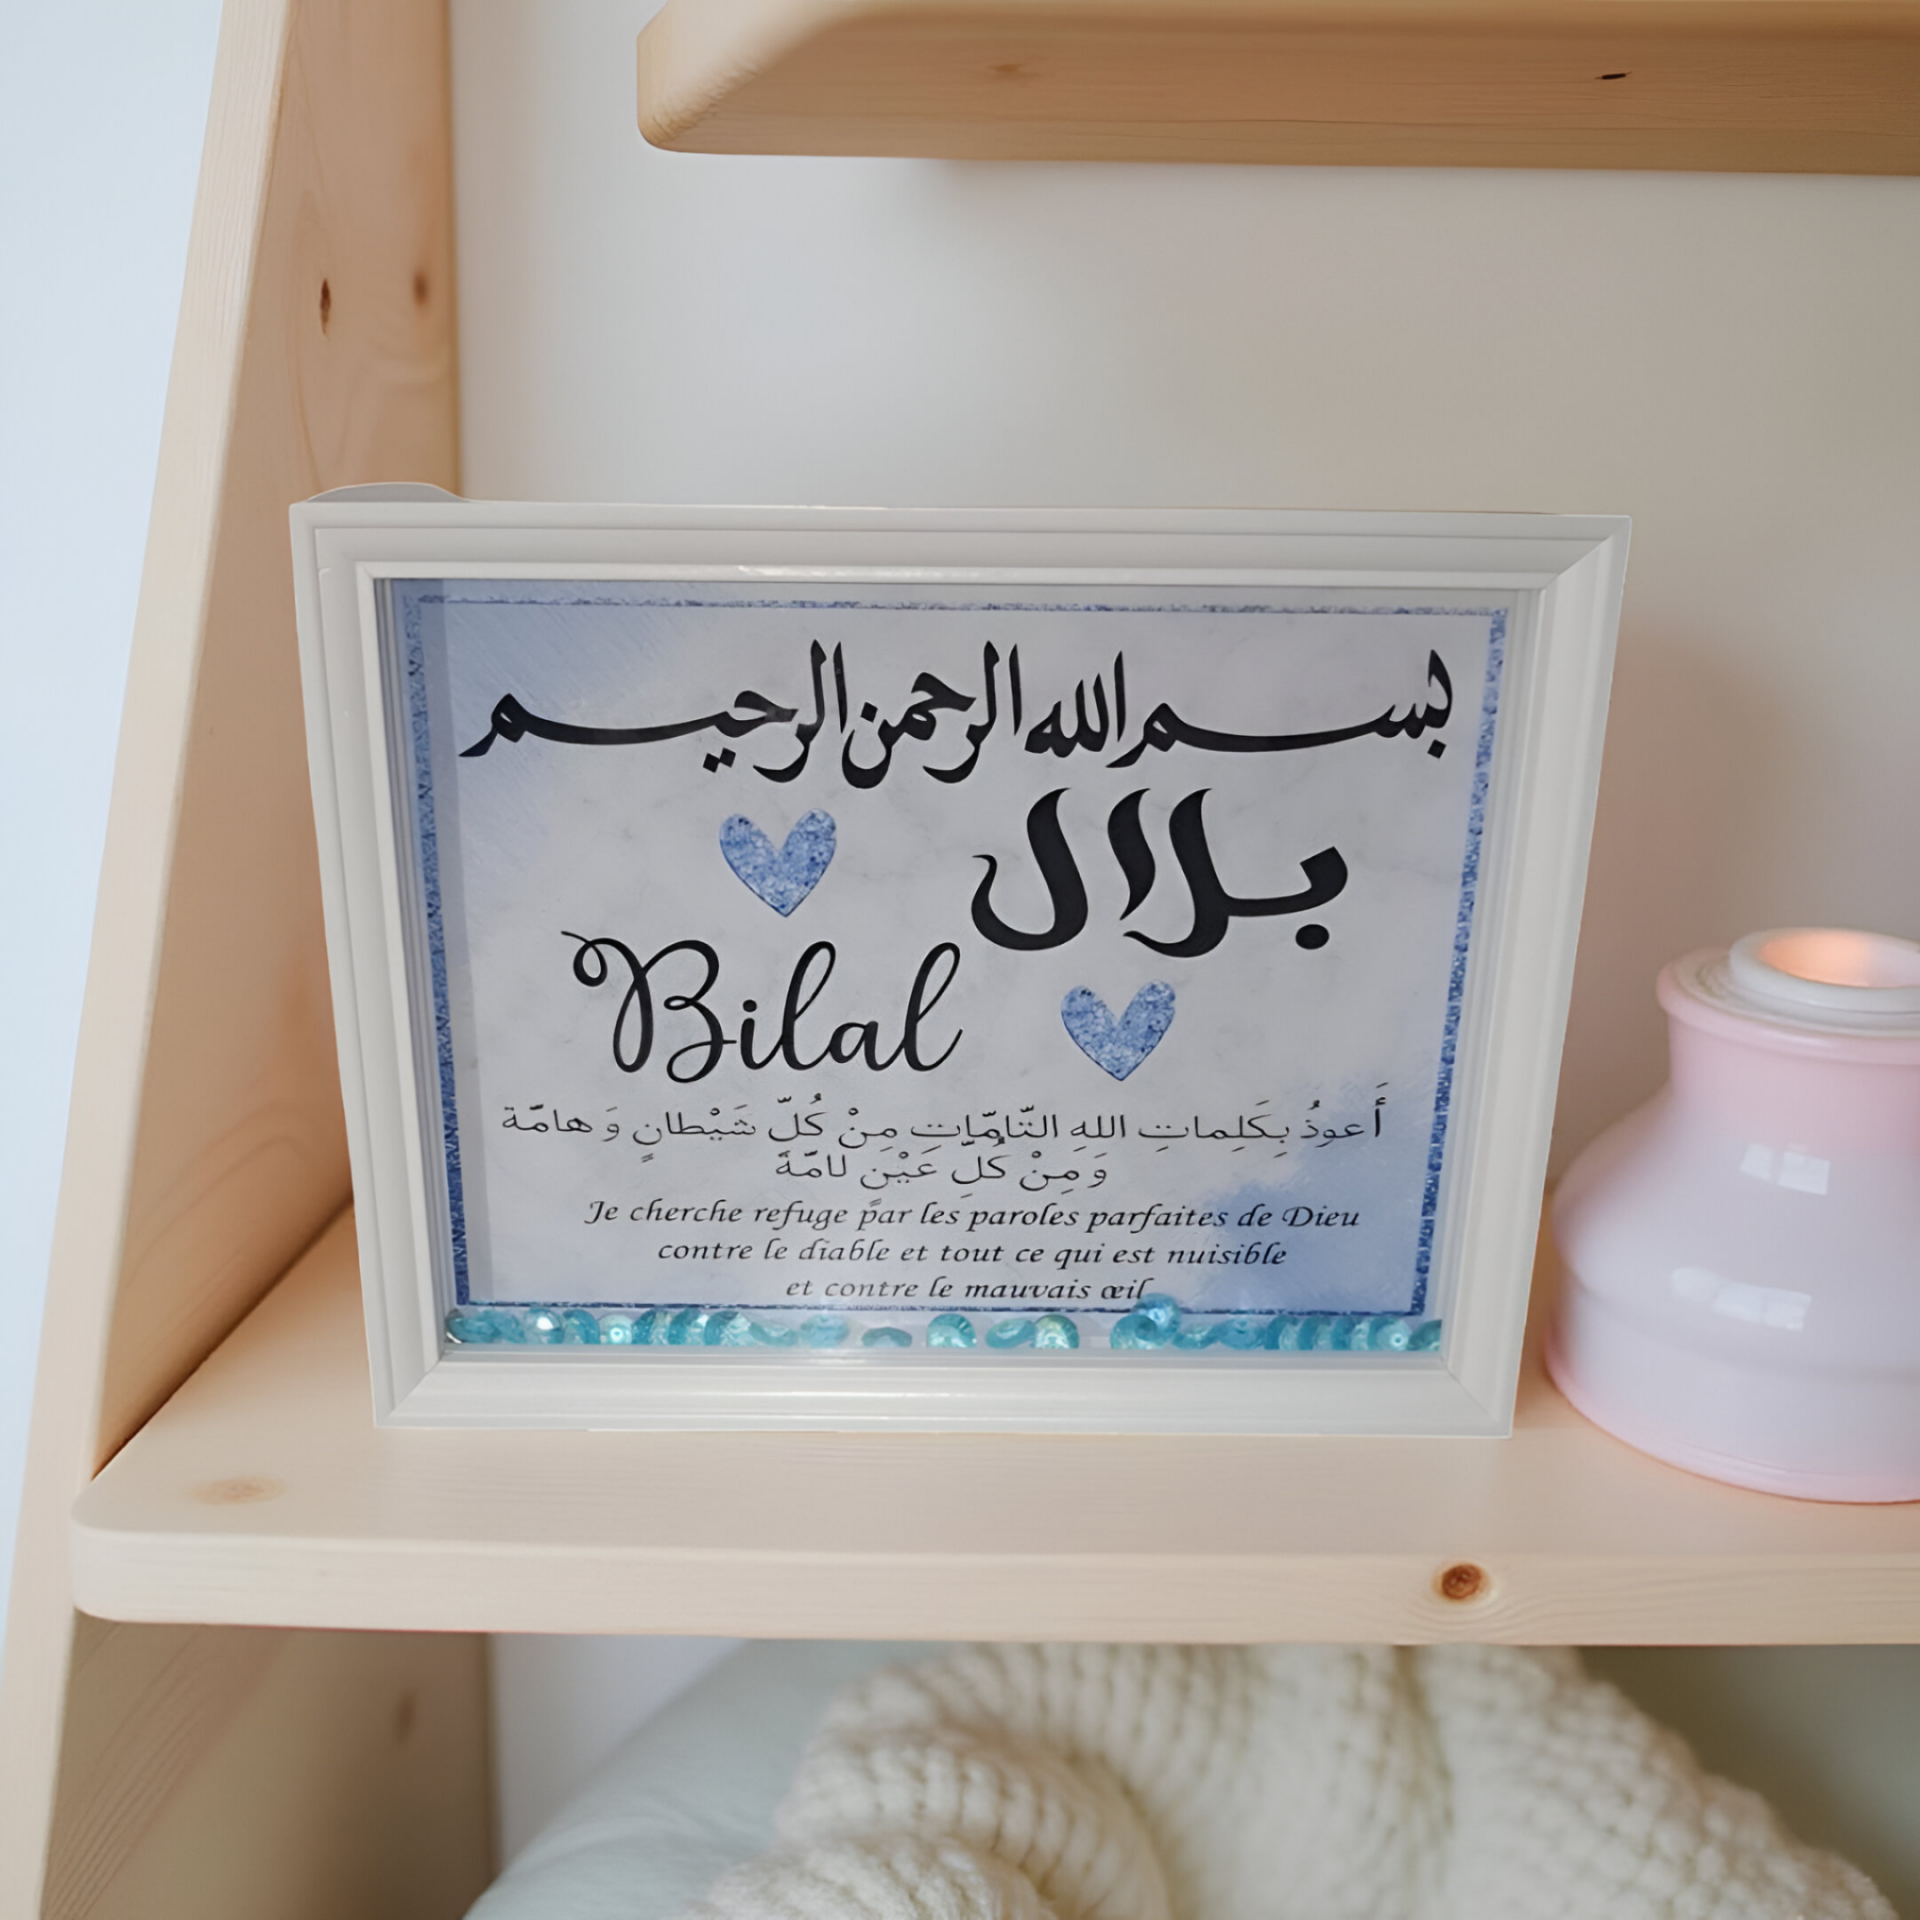 بسم الله الرحمن الرحيم
بلال
Bilal
أَعوذُ بِكَلِماتِ اللهِ التّامّاتِ مِنْ كُلّ شَيْطانٍ وَ هامّة
وَ مِنْ كُلِّ عَيْنٍ لامّةَ
Je cherche refuge par les paroles parfaites de Dieu
contre le diable et tout ce qui est nuisible
et contre le mauvais œil